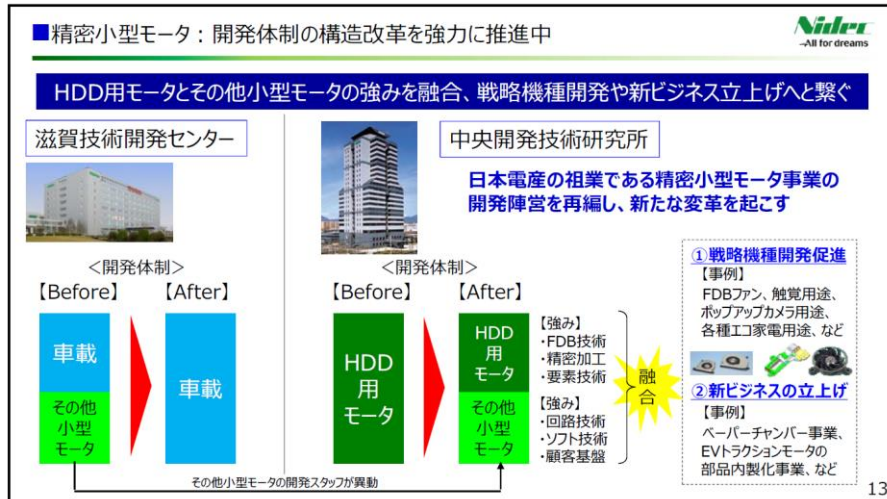 ■精密小型モータ：開発体制の構造改革を強力に推進中
Nidec
-All for dreams
HDD用モータとその他小型モータの強みを融合、戦略機種開発や新ビジネス立上げへと繋ぐ
滋賀技術開発センター
＜開発体制＞
【Before】
【After】
車載
その他
小型
モータ
車載
中央開発技術研究所
日本電産の祖業である精密小型モータ事業の
開発陣営を再編し、新たな変革を起こす
＜開発体制＞
【Before】
【After】
HDD
用
モータ
HDD
用
モータ
その他
小型
モータ
【強み】
・FDB技術
・精密加工
・要素技術
【強み】
・回路技術
・ソフト技術
・顧客基盤
融
合
その他小型モータの開発スタッフが異動
①戦略機種開発促進
【事例】
FDBファン、触覚用途、
ポップアップカメラ用途、
各種エコ家電用途、など
②新ビジネスの立上げ
【事例】
ベーパーチャンバー事業、
EVトラクションモータの
部品内製化事業、など
13